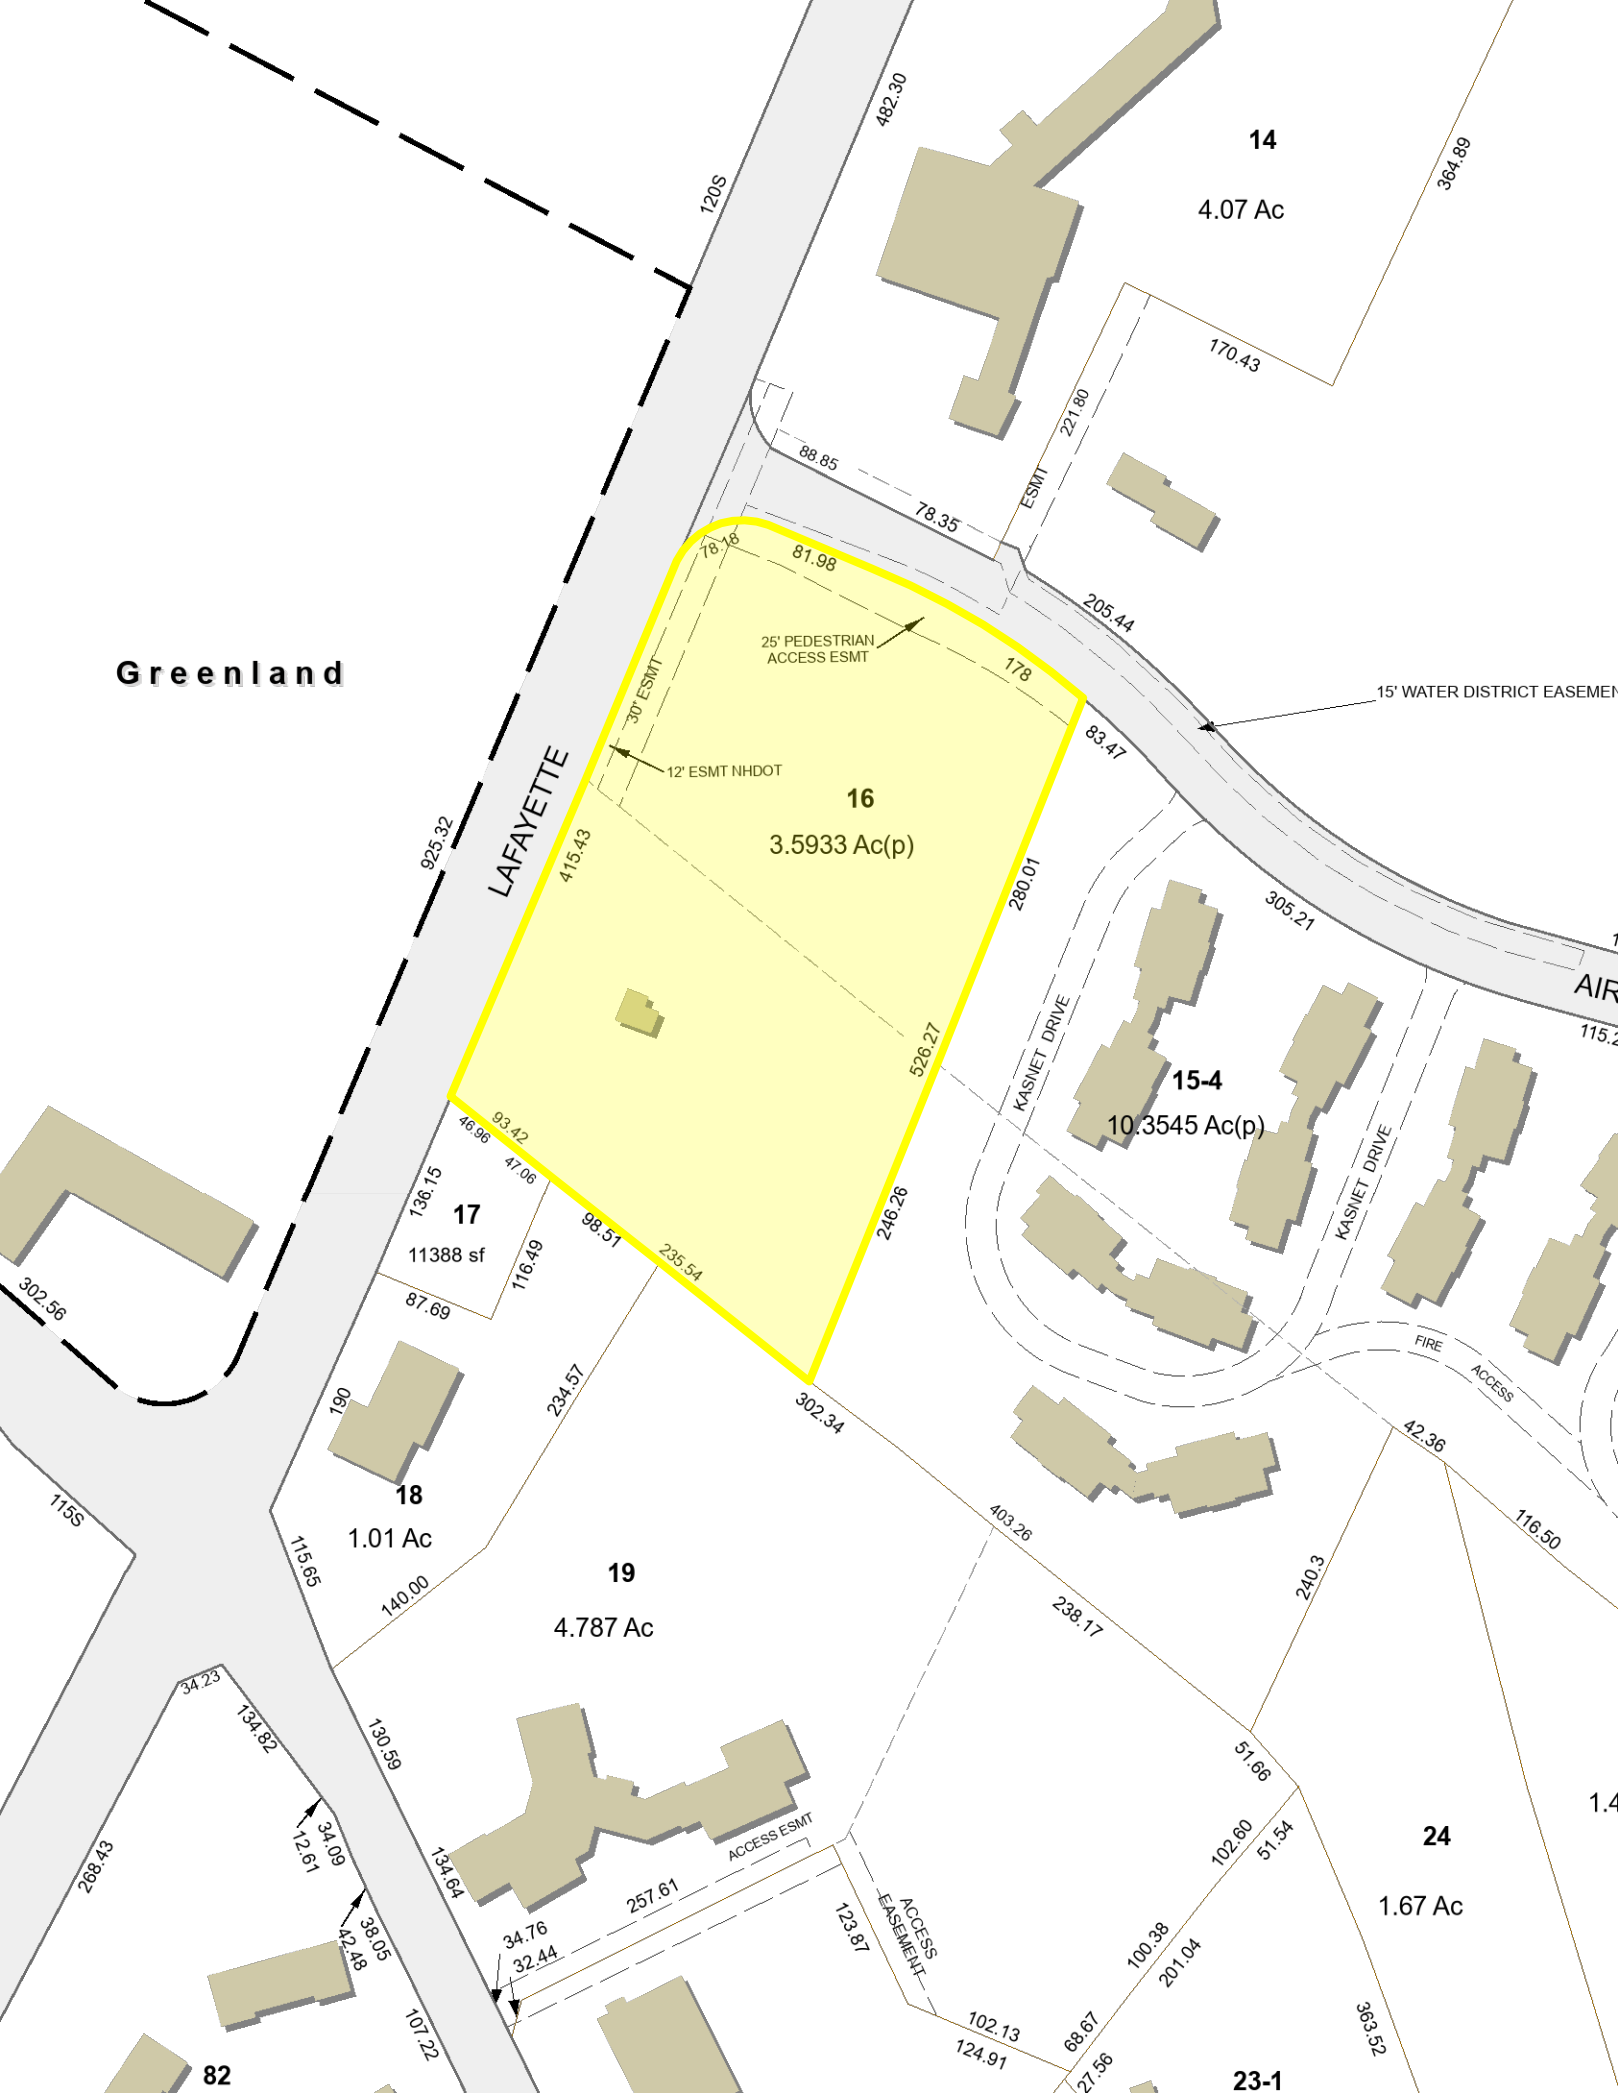 482.30
120S
14
4.07 Ac
364.89
170.43
221.80
ESMT
88.85
78.35
78.18
81.98
205.44
25' PEDESTRIAN
ACCESS ESMT
178
Greenland
30' ESMT
15' WATER DISTRICT EASEMEN
83.47
12' ESMT NHDOT
16
3.5933 Ac(p)
LAFAYETTE
925.32
415.43
280.01
305.21
AIR
115.2
KASNET DRIVE
526.27
15-4
10.3545 Ac(p)
KASNET DRIVE
93.42
46.96
47.06
136.15
17
11388 sf
116.49
98.51
235.54
246.26
87.69
302.56
FIRE
ACCESS
190
234.57
302.34
42.36
18
1.01 Ac
115S
115.65
140.00
19
4.787 Ac
403.26
116.50
240.3
238.17
34.23
134.82
130.59
51.66
12.61
34.09
134.64
ACCESS ESMT
257.61
102.60
51.54
24
1.67 Ac
1.4
268.43
42.48
38.05
34.76
32.44
123.87
ACCESS
EASEMENT
100.38
201.04
107.22
102.13
124.91
68.67
27.56
363.52
82
23-1